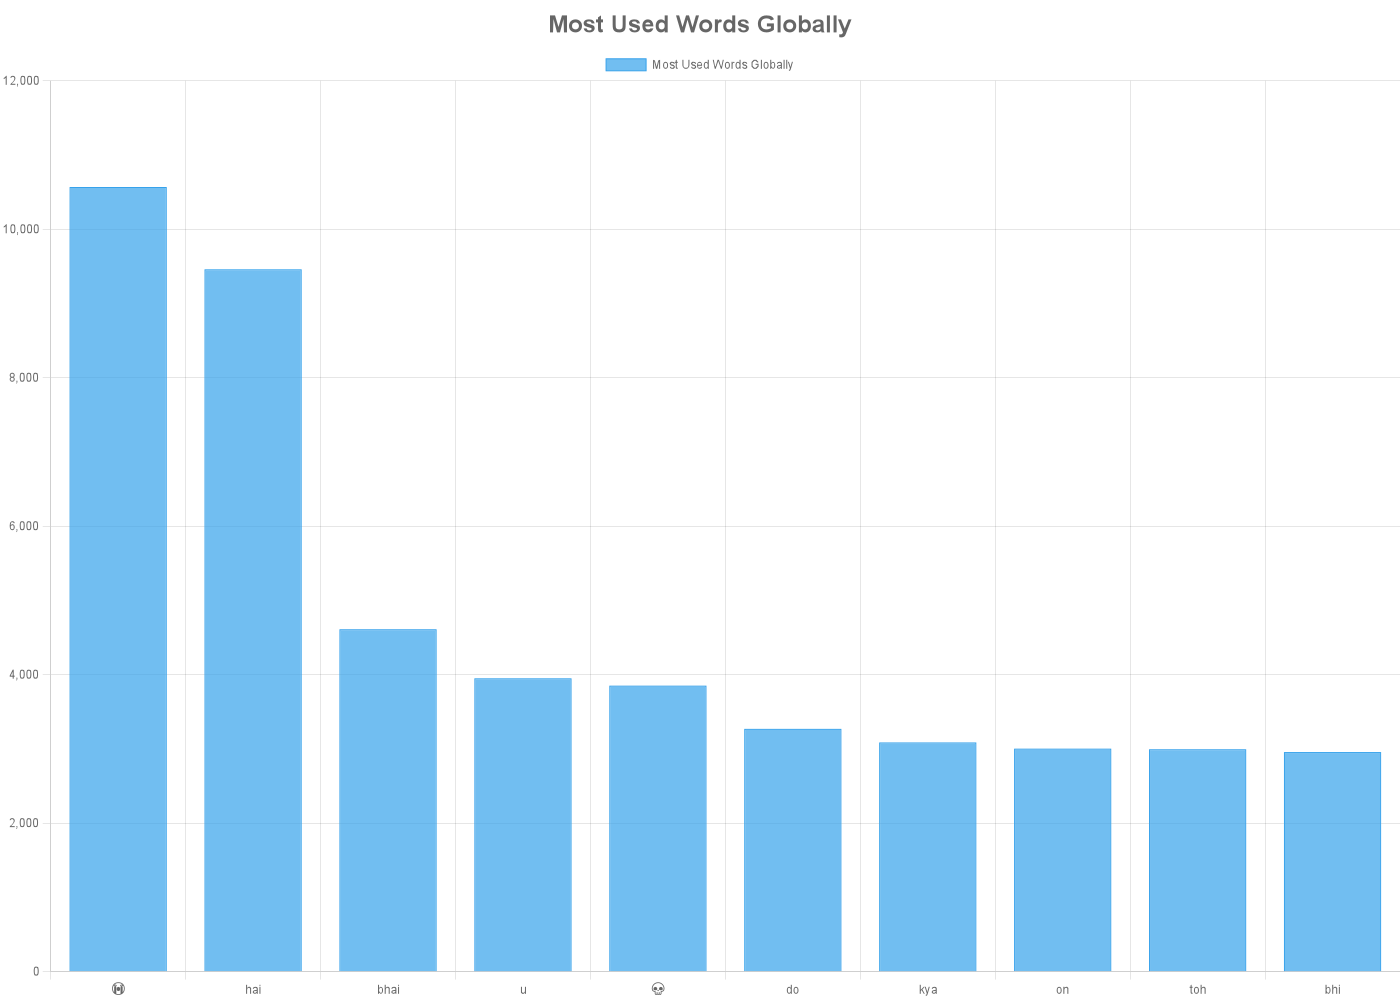 Most Used Words Globally
Most Used Words Globally
12,000
10,000
8,000
6,000
4,000
2,000
0
😭 hai bhai u 💀 do kya on toh bhi